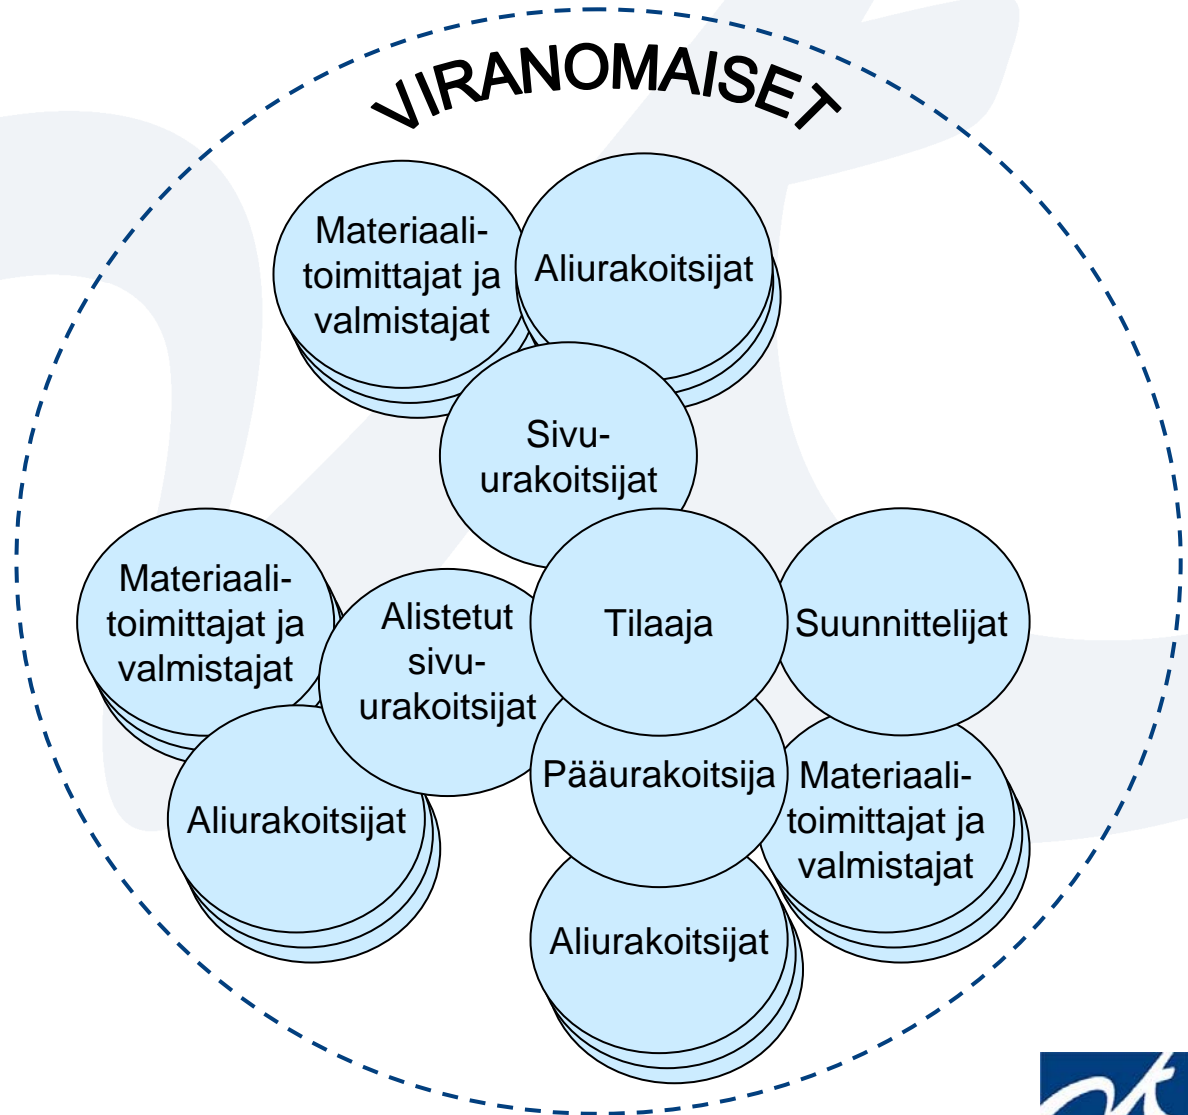 VIRANOMAISET
Materiaali-
toimittajat ja
valmistajat
Aliurakoitsijat
Sivu-
urakoitsijat
Materiaali-
toimittajat ja
valmistajat
Alistetut
sivu-
urakoitsijat
Tilaaja
Suunnittelijat
Aliurakoitsijat
Pääurakoitsija
Materiaali-
toimittajat ja
valmistajat
Aliurakoitsijat